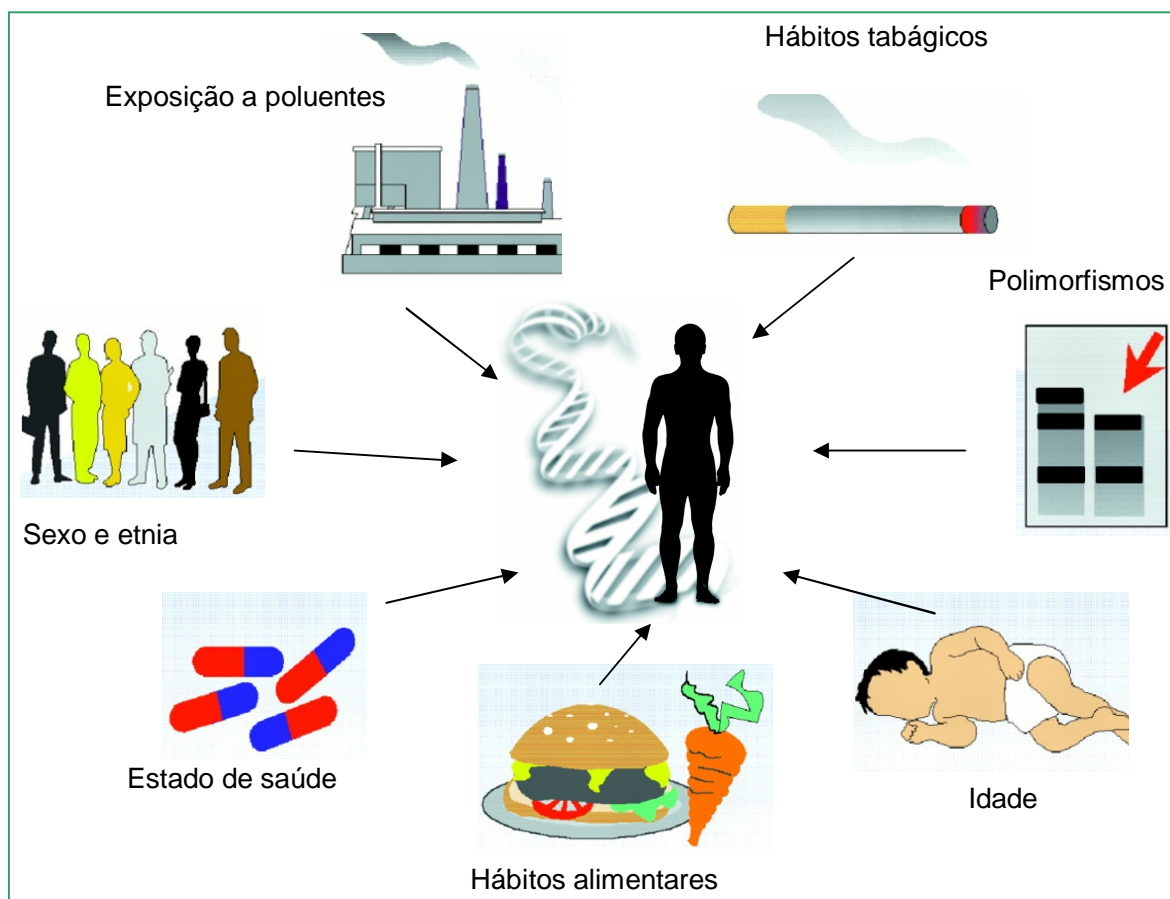 Hábitos tabágicos
Exposição a poluentes
Polimorfismos
Sexo e etnia
Estado de saúde
Idade
Hábitos alimentares